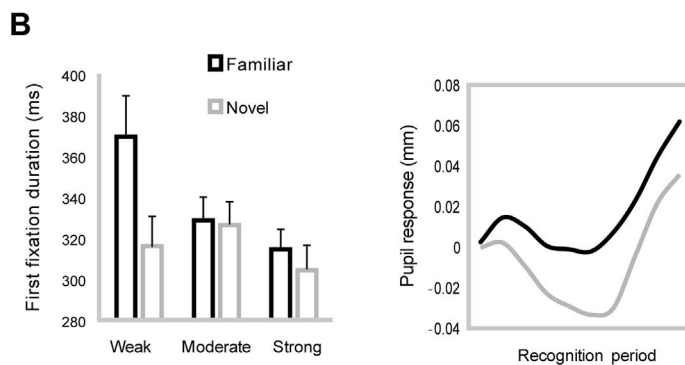 B
First fixation duration (ms)
400
380
360
340
320
300
280
Familiar
Novel
Weak Moderate Strong
Pupil response (mm)
0.08
0.06
0.04
0.02
0
-0.02
-0.04
Recognition period